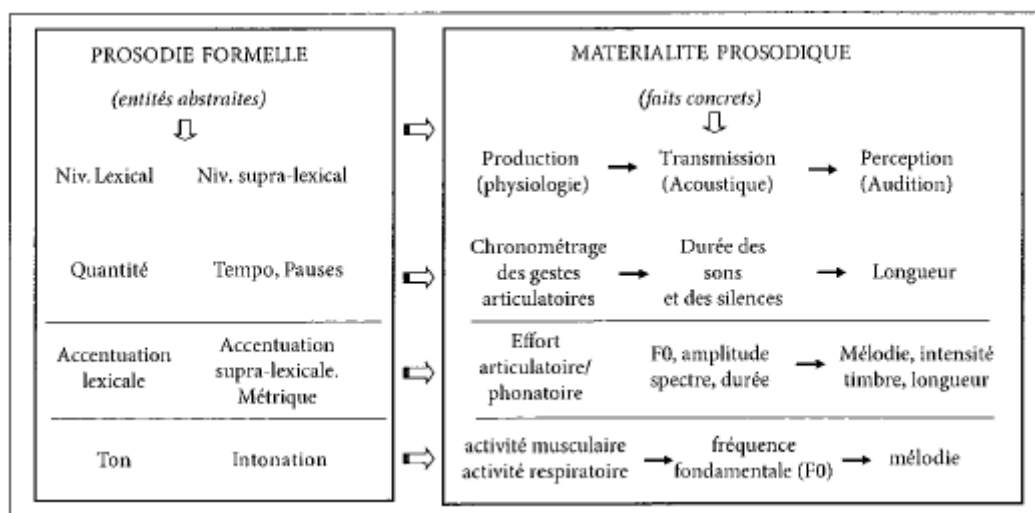 PROSODIE FORMELLE
(entités abstraites)
Niv. Lexical Niv. supra-lexical
Quantité Tempo, Pauses
Accentuation
lexicale
Accentuation
supra-lexicale.
Métrique
Ton Intonation
MATERIALITE PROSODIQUE
(faits concrets)
Production
(physiologie)
Transmission
(Acoustique)
Perception
(Audition)
Chronométrage
des gestes
articulatoires
Durée des
sons
et des silences
Longueur
Effort
articulatoire/
phonatoire
F0, amplitude
spectre, durée
Mélodie, intensité
timbre, longueur
activité musculaire
activité respiratoire
fréquence
fondamentale (F0)
mélodie